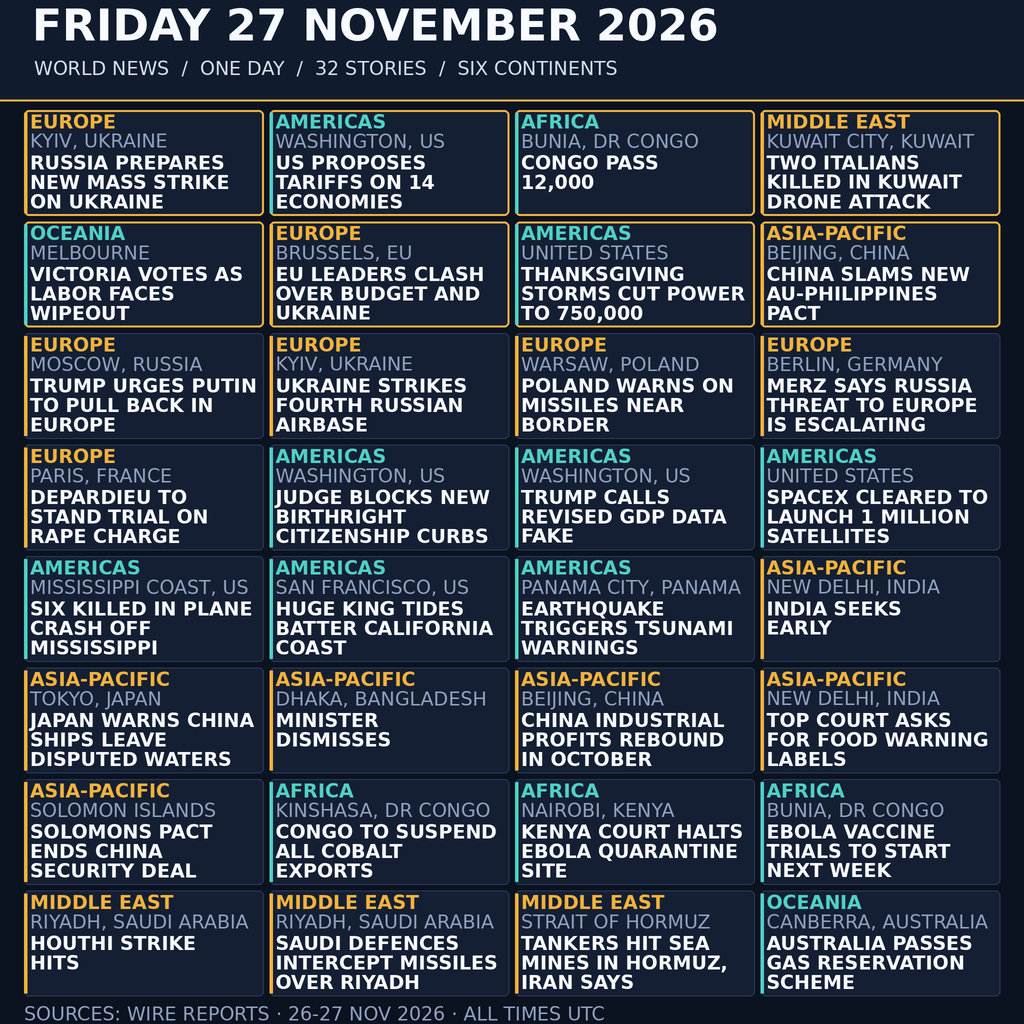 FRIDAY 27 NOVEMBER 2026
WORLD NEWS / ONE DAY / 32 STORIES / SIX CONTINENTS
EUROPE
KYIV, UKRAINE
RUSSIA PREPARES
NEW MASS STRIKE
ON UKRAINE
AMERICAS
WASHINGTON, US
US PROPOSES
TARIFFS ON 14
ECONOMIES
AFRICA
BUNIA, DR CONGO
CONGO PASS
12,000
MIDDLE EAST
KUWAIT CITY, KUWAIT
TWO ITALIANS
KILLED IN KUWAIT
DRONE ATTACK
OCEANIA
MELBOURNE
VICTORIA VOTES AS
LABOR FACES
WIPEOUT
EUROPE
BRUSSELS, EU
EU LEADERS CLASH
OVER BUDGET AND
UKRAINE
AMERICAS
UNITED STATES
THANKSGIVING
STORMS CUT POWER
TO 750,000
ASIA-PACIFIC
BEIJING, CHINA
CHINA SLAMS NEW
AU-PHILIPPINES
PACT
EUROPE
MOSCOW, RUSSIA
TRUMP URGES PUTIN
TO PULL BACK IN
EUROPE
EUROPE
KYIV, UKRAINE
UKRAINE STRIKES
FOURTH RUSSIAN
AIRBASE
EUROPE
WARSAW, POLAND
POLAND WARNS ON
MISSILES NEAR
BORDER
EUROPE
BERLIN, GERMANY
MERZ SAYS RUSSIA
THREAT TO EUROPE
IS ESCALATING
EUROPE
PARIS, FRANCE
DEPARDIEU TO
STAND TRIAL ON
RAPE CHARGE
AMERICAS
WASHINGTON, US
JUDGE BLOCKS NEW
BIRTHRIGHT
CITIZENSHIP CURBS
AMERICAS
WASHINGTON, US
TRUMP CALLS
REVISED GDP DATA
FAKE
AMERICAS
UNITED STATES
SPACEX CLEARED TO
LAUNCH 1 MILLION
SATELLITES
AMERICAS
MISSISSIPPI COAST, US
SIX KILLED IN PLANE
CRASH OFF
MISSISSIPPI
AMERICAS
SAN FRANCISCO, US
HUGE KING TIDES
BATTER CALIFORNIA
COAST
AMERICAS
PANAMA CITY, PANAMA
EARTHQUAKE
TRIGGERS TSUNAMI
WARNINGS
ASIA-PACIFIC
NEW DELHI, INDIA
INDIA SEEKS
EARLY
ASIA-PACIFIC
TOKYO, JAPAN
JAPAN WARNS CHINA
SHIPS LEAVE
DISPUTED WATERS
ASIA-PACIFIC
DHAKA, BANGLADESH
MINISTER
DISMISSES
ASIA-PACIFIC
BEIJING, CHINA
CHINA INDUSTRIAL
PROFITS REBOUND
IN OCTOBER
ASIA-PACIFIC
NEW DELHI, INDIA
TOP COURT ASKS
FOR FOOD WARNING
LABELS
ASIA-PACIFIC
SOLOMON ISLANDS
SOLOMONS PACT
ENDS CHINA
SECURITY DEAL
AFRICA
KINSHASA, DR CONGO
CONGO TO SUSPEND
ALL COBALT
EXPORTS
AFRICA
NAIROBI, KENYA
KENYA COURT HALTS
EBOLA QUARANTINE
SITE
AFRICA
BUNIA, DR CONGO
EBOLA VACCINE
TRIALS TO START
NEXT WEEK
MIDDLE EAST
RIYADH, SAUDI ARABIA
HOUTHI STRIKE
HITS
MIDDLE EAST
RIYADH, SAUDI ARABIA
SAUDI DEFENCES
INTERCEPT MISSILES
OVER RIYADH
MIDDLE EAST
STRAIT OF HORMUZ
TANKERS HIT SEA
MINES IN HORMUZ,
IRAN SAYS
OCEANIA
CANBERRA, AUSTRALIA
AUSTRALIA PASSES
GAS RESERVATION
SCHEME
SOURCES: WIRE REPORTS · 26-27 NOV 2026 · ALL TIMES UTC